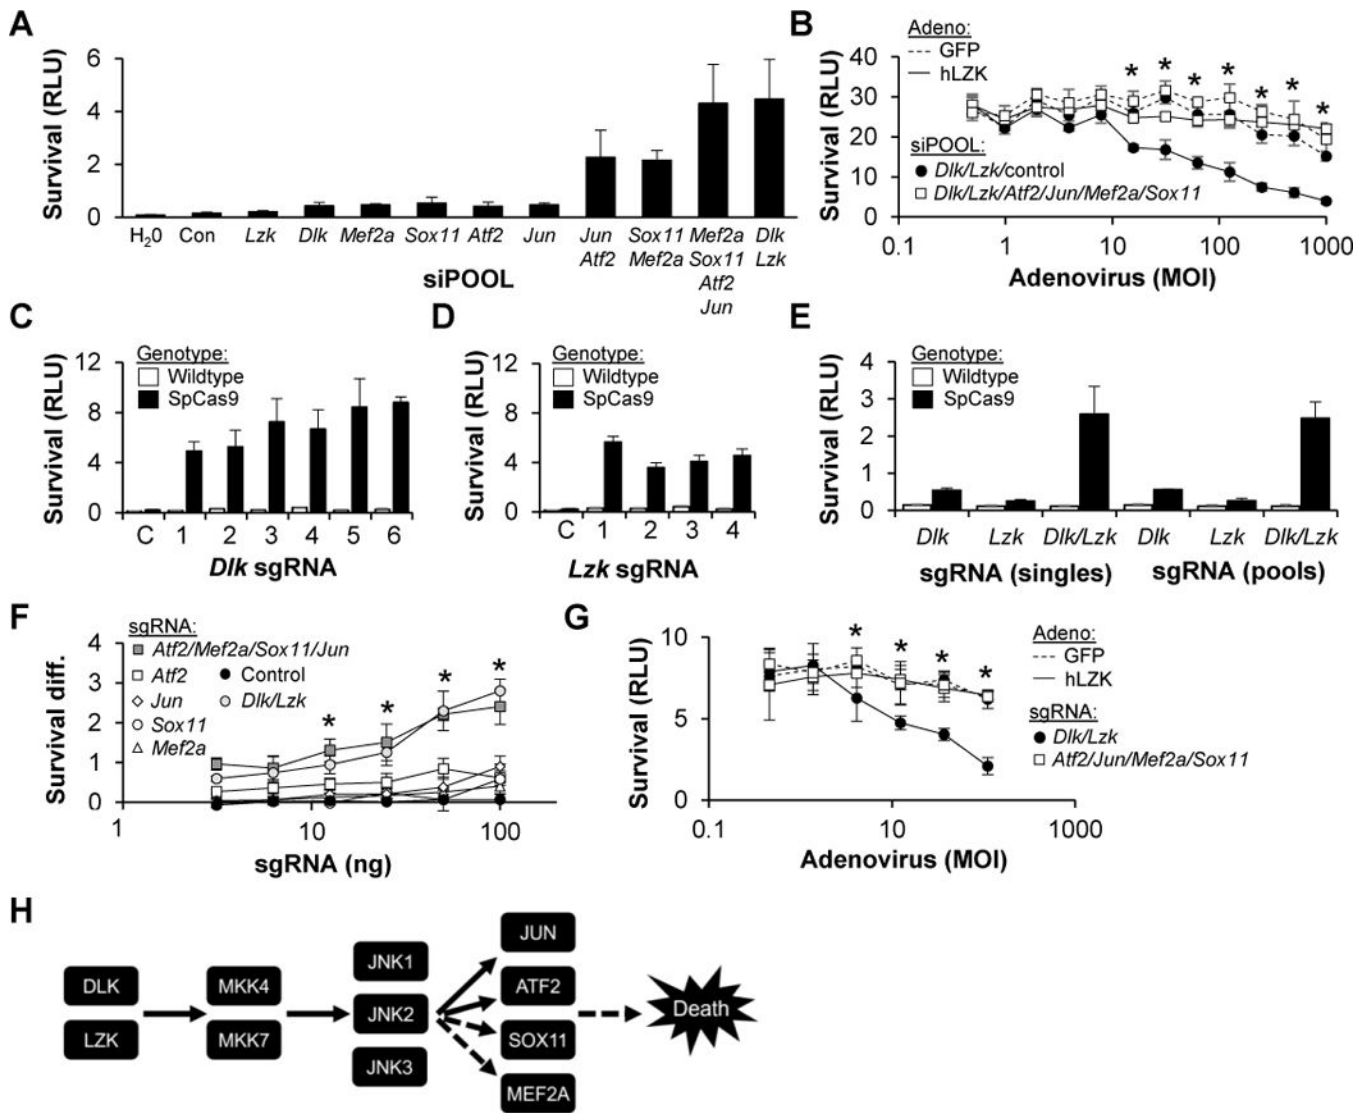 A
Survival (RLU)
6
4
2
0
H20
Con
Lzk
Dlk
Mef2a
Sox11
Atf2
Jun
Jun
Atf2
Sox11
Mef2a
Mef2a
Sox11
Atf2
Jun
Dlk
Lzk
siPOOL
B
Survival (RLU)
40
30
20
10
0
Adeno:
GFP
hLZK
* * * * * * *
siPOOL:
Dlk/Lzk/control
Dlk/Lzk/Atf2/Jun/Mef2a/Sox11
0.1 1 10 100 1000
Adenovirus (MOI)
C
Survival (RLU)
12
8
4
0
Genotype:
Wildtype
SpCas9
C 1 2 3 4 5 6
Dlk sgRNA
D
Survival (RLU)
12
8
4
0
Genotype:
Wildtype
SpCas9
C 1 2 3 4
Lzk sgRNA
E
Survival (RLU)
4
3
2
1
0
Genotype:
Wildtype
SpCas9
Dlk Lzk Dlk/Lzk Dlk Lzk Dlk/Lzk
sgRNA (singles) sgRNA (pools)
F
Survival diff.
4
3
2
1
0
sgRNA:
Atf2/Mef2a/Sox11/Jun
Atf2 Control
Jun Dlk/Lzk
Sox11
Mef2a
* * * *
1 10 100
sgRNA (ng)
G
Survival (RLU)
10
5
0
* * * *
Adeno:
GFP
hLZK
sgRNA:
Dlk/Lzk
Atf2/Jun/Mef2a/Sox11
0.1 10 1000
Adenovirus (MOI)
H
DLK
LZK
MKK4
MKK7
JNK1
JNK2
JNK3
JUN
ATF2
SOX11
MEF2A
Death